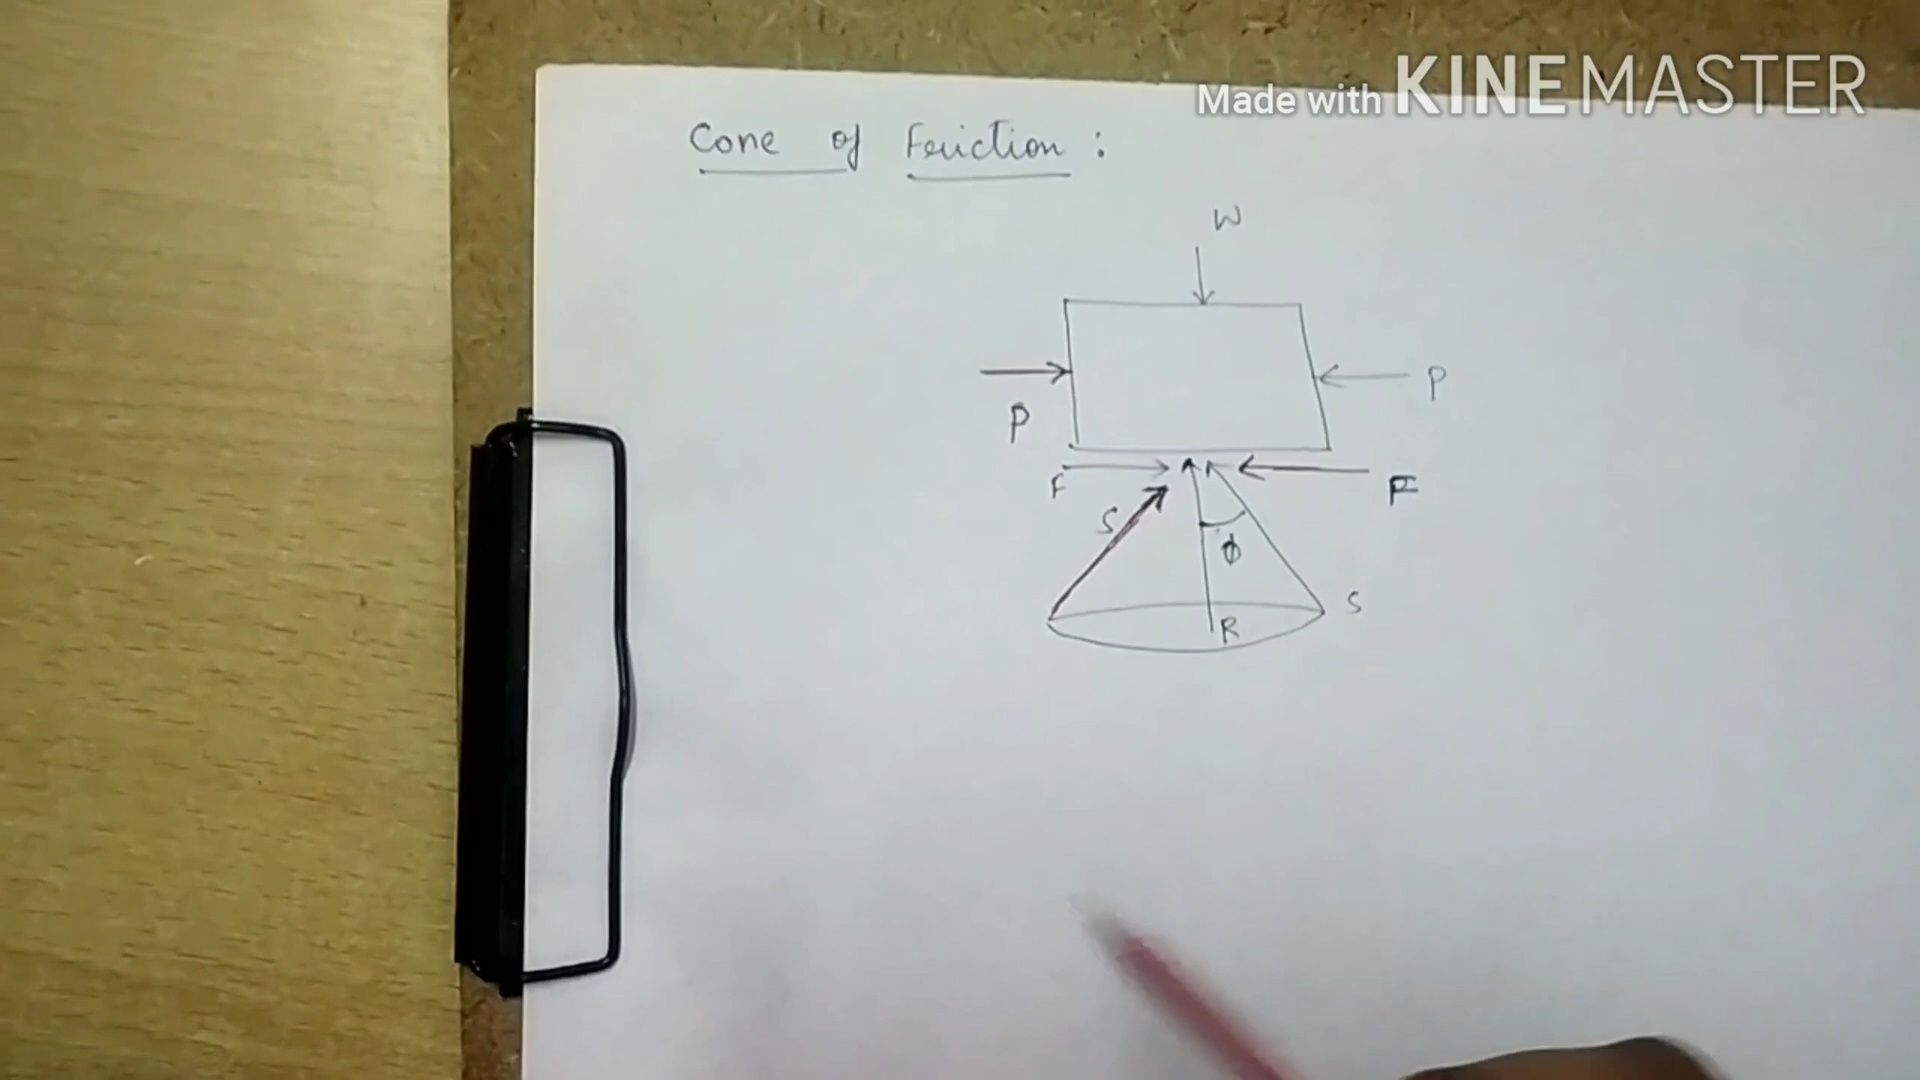 Made with KINEMASTER
Cone of Friction :
W
P
P
F
F
S
ϕ
S
R